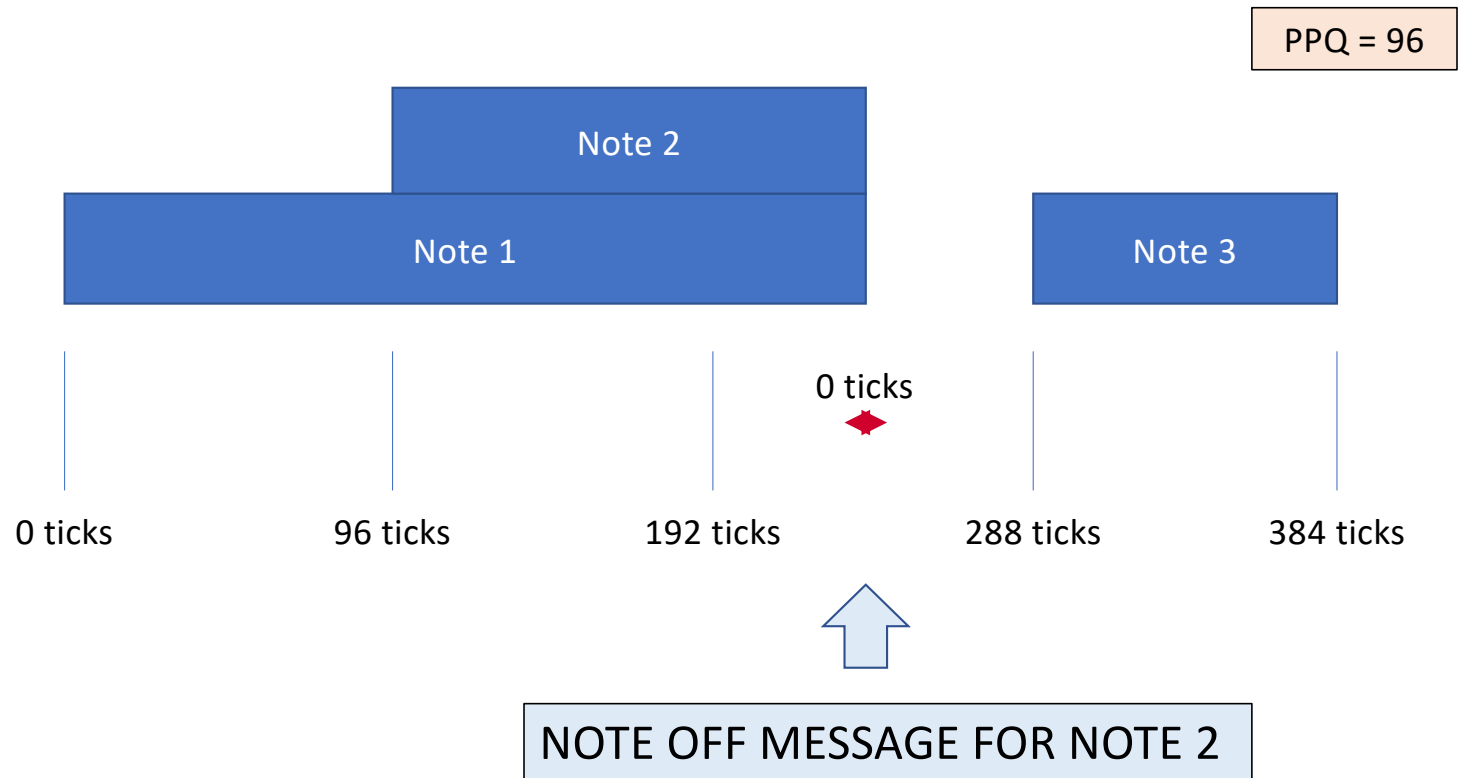 PPQ = 96
Note 2
Note 1
Note 3
0 ticks
0 ticks
96 ticks
192 ticks
288 ticks
384 ticks
NOTE OFF MESSAGE FOR NOTE 2